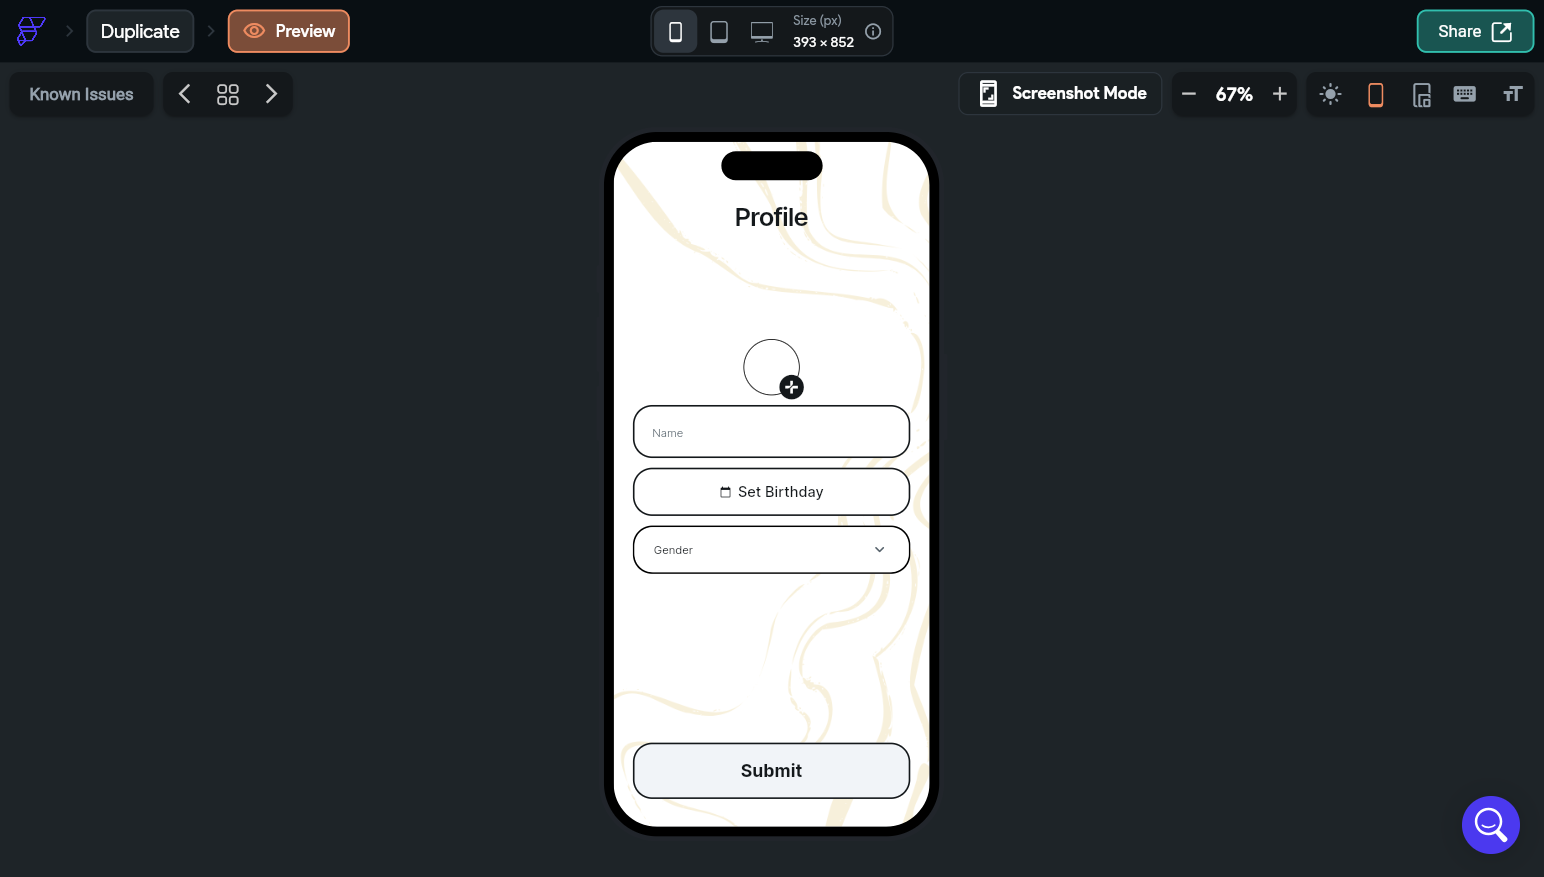 Duplicate
Preview
Size (px)
393 × 852
Share
Known Issues
Screenshot Mode
67%
Profile
Name
Set Birthday
Gender
Submit